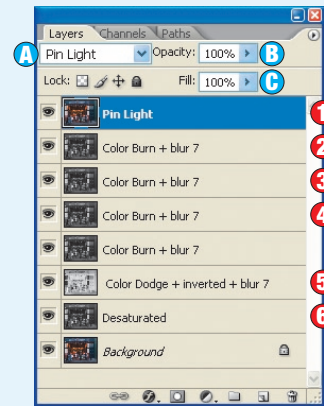 Layers Channels Paths
A Pin Light Opacity: 100% B
Lock: Fill: 100% C
Pin Light 1
Color Burn + blur 7 2
Color Burn + blur 7 3
Color Burn + blur 7 4
Color Burn + blur 7
Color Dodge + inverted + blur 7 5
Desaturated 6
Background